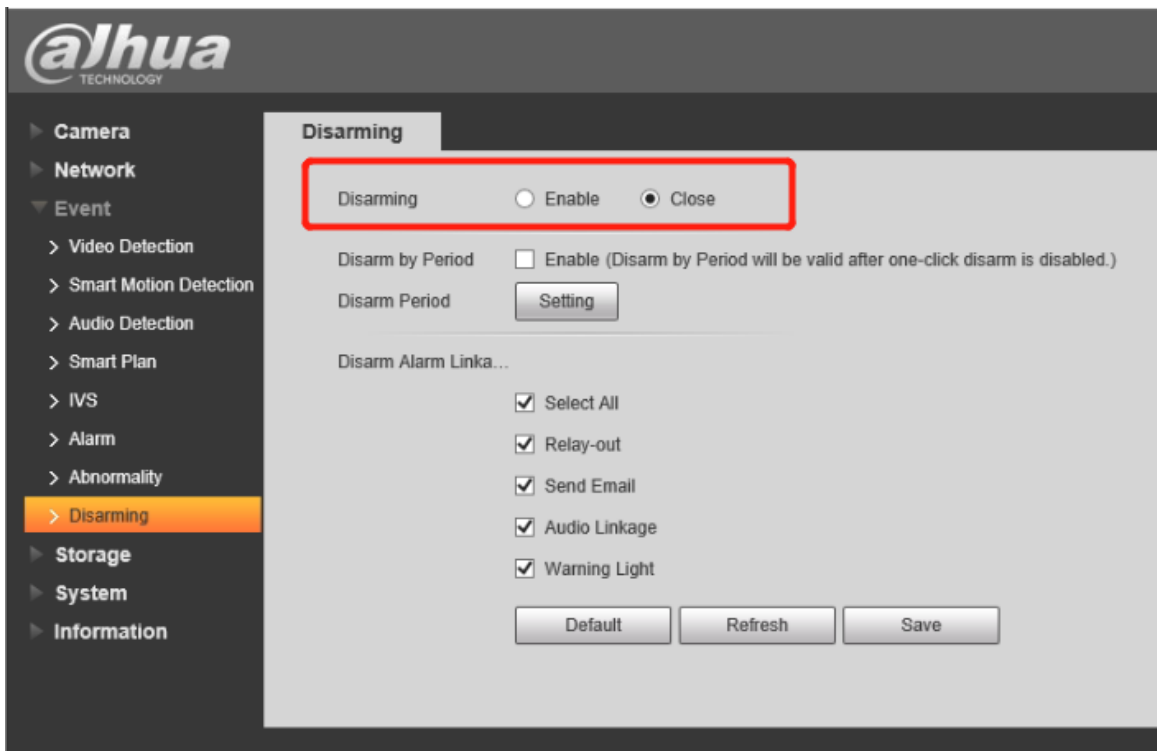 alhua
TECHNOLOGY
Camera
Network
Event
Video Detection
Smart Motion Detection
Audio Detection
Smart Plan
IVS
Alarm
Abnormality
Disarming
Storage
System
Information
Disarming
Disarming Enable Close
Disarm by Period Enable (Disarm by Period will be valid after one-click disarm is disabled.)
Disarm Period Setting
Disarm Alarm Linka...
Select All
Relay-out
Send Email
Audio Linkage
Warning Light
Default Refresh Save